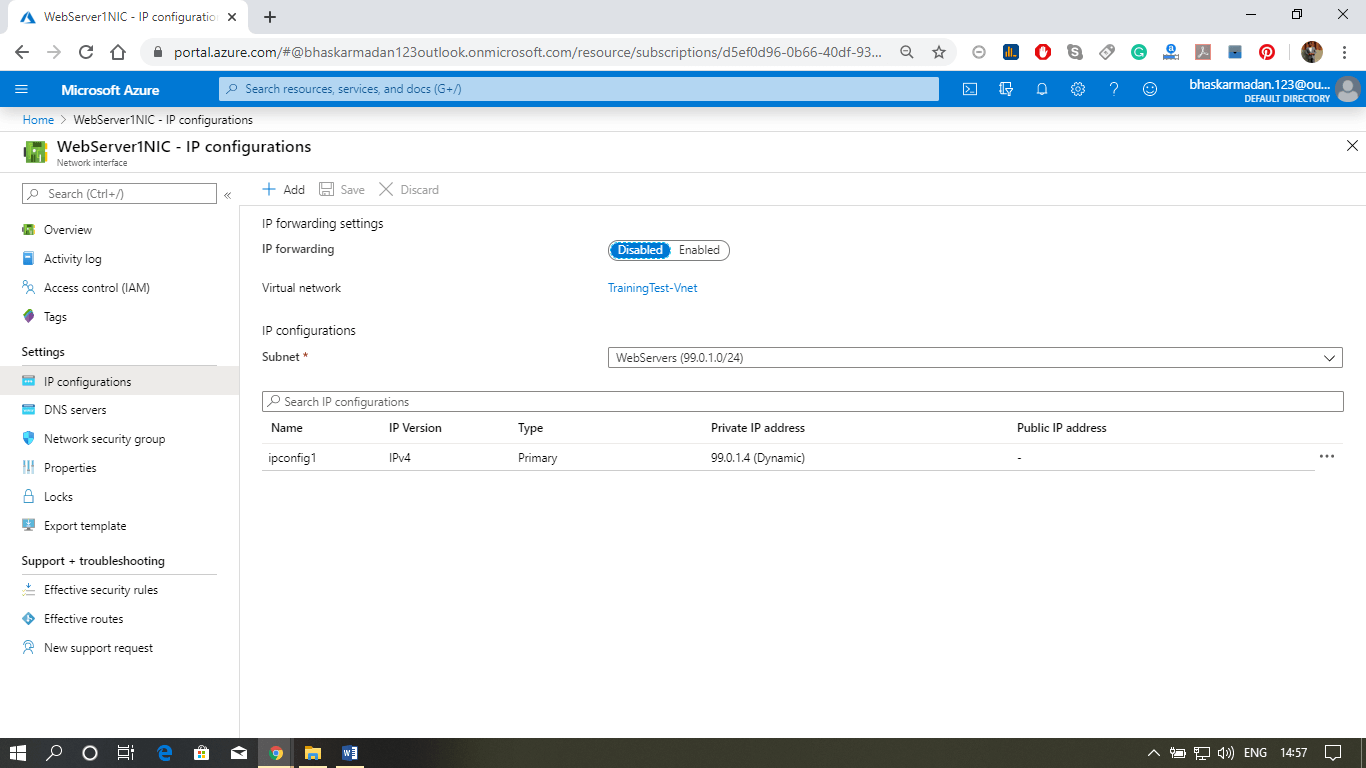 WebServer1NIC - IP configuration
portal.azure.com/#@bhaskarmadan123outlook.onmicrosoft.com/resource/subscriptions/d5ef0d96-0b66-40df-93...
Microsoft Azure
Search resources, services, and docs (G+/)
bhaskarmadan.123@ou...
DEFAULT DIRECTORY
Home > WebServer1NIC - IP configurations
WebServer1NIC - IP configurations
Network interface
Search (Ctrl+/)
«
Overview
Activity log
Access control (IAM)
Tags
Settings
IP configurations
DNS servers
Network security group
Properties
Locks
Export template
Support + troubleshooting
Effective security rules
Effective routes
New support request
Add Save Discard
IP forwarding settings
IP forwarding Disabled Enabled
Virtual network TrainingTest-Vnet
IP configurations
Subnet * WebServers (99.0.1.0/24)
Search IP configurations
Name IP Version Type Private IP address Public IP address
ipconfig1 IPv4 Primary 99.0.1.4 (Dynamic) -
ENG 14:57